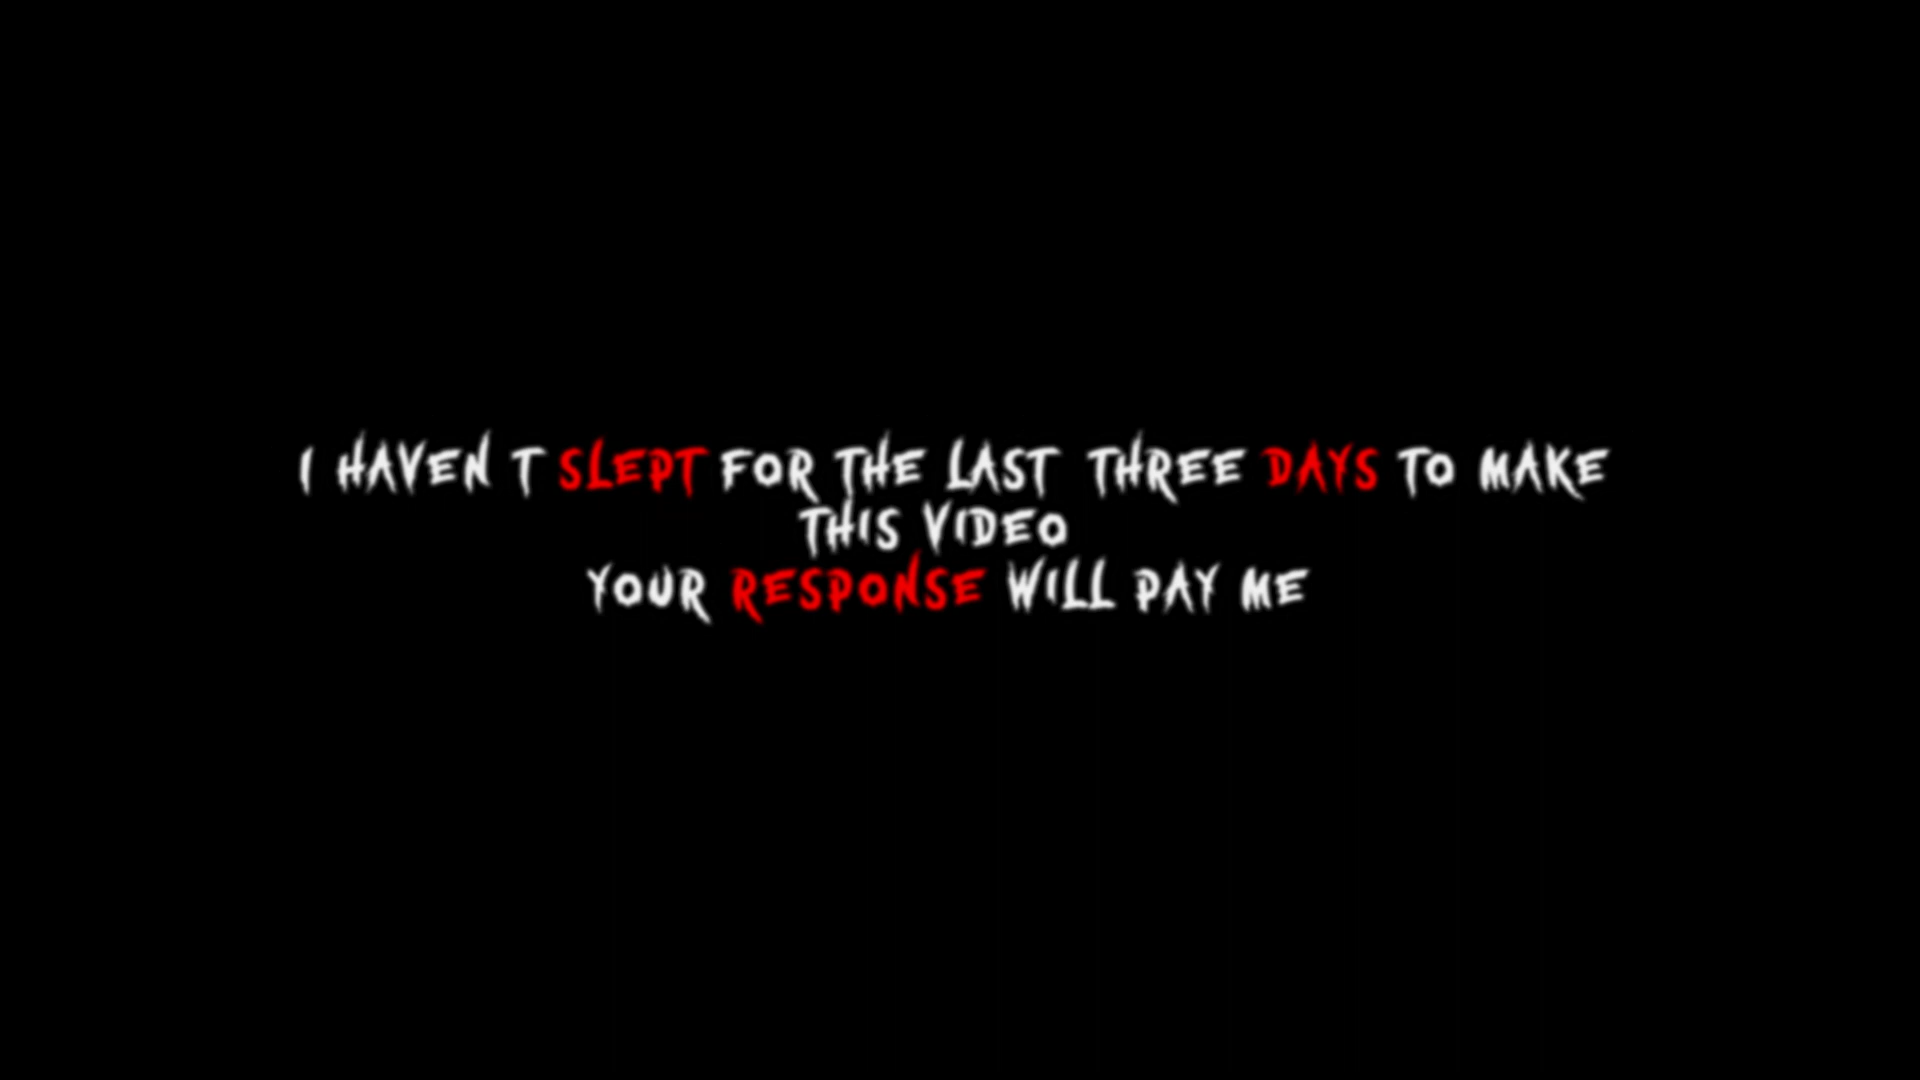 I HAVEN T SLEPT FOR THE LAST THREE DAYS TO MAKE
THIS VIDEO
YOUR RESPONSE WILL PAY ME